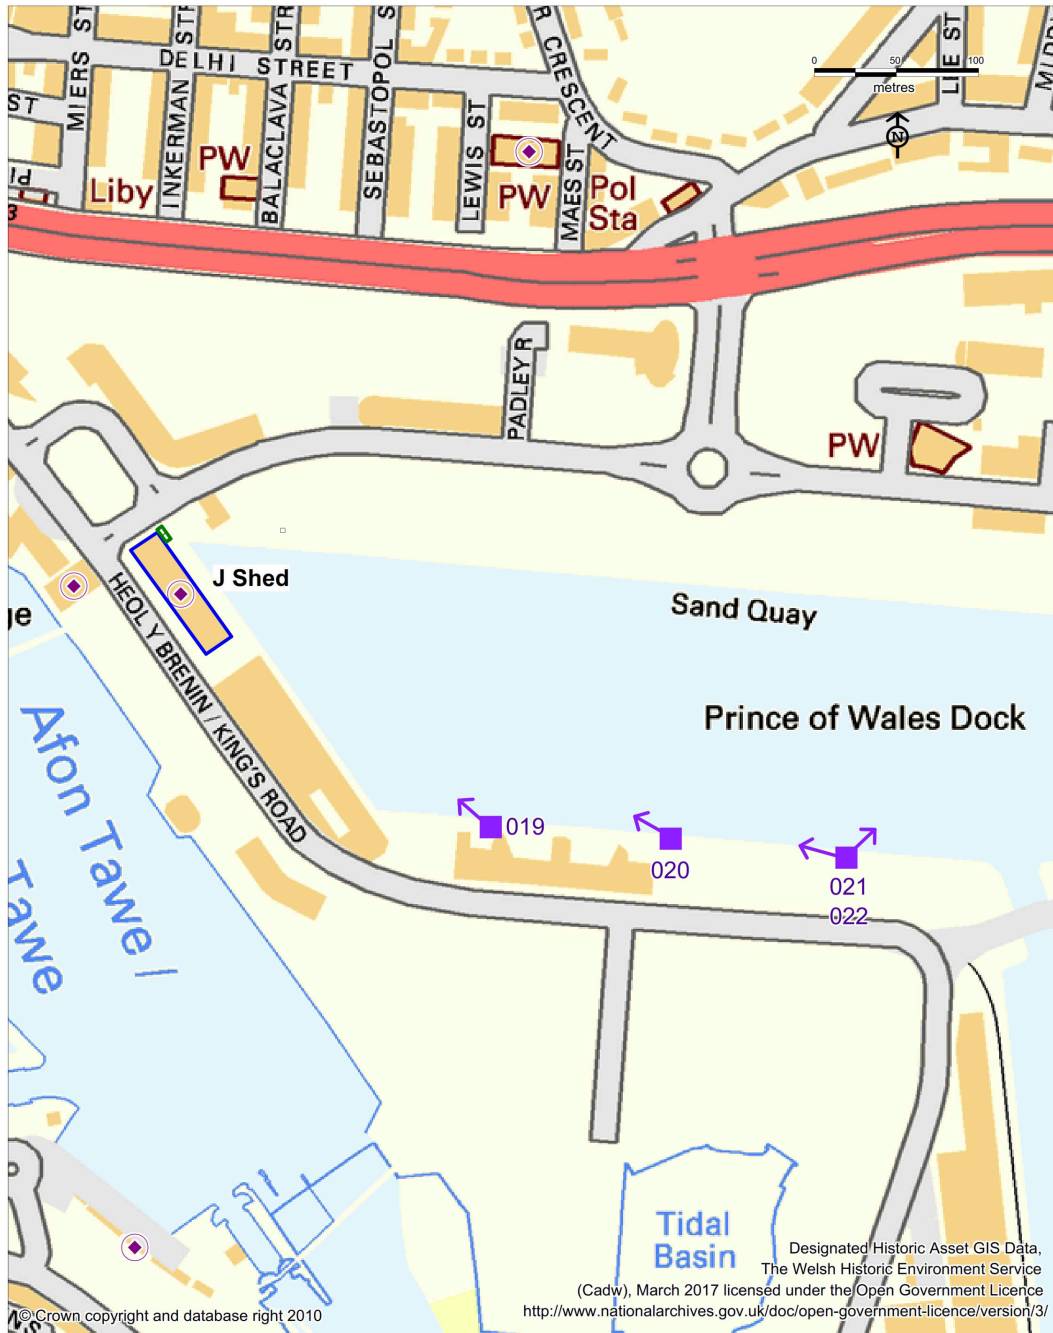 MIERS ST
INKERMAN STR
BALACLAVA STR
SEBASTOPOL S
DELHI STREET
R CRESCENT
LEWIS ST
MAES ST
ST
PW
Liby
PW
Pol
Sta
0 50 100
metres
N
3
PADLEY R
PW
J Shed
ge
HEOL Y BRENIN / KING'S ROAD
Sand Quay
Prince of Wales Dock
Afon Tawe /
Tawe
019
020
021
022
Tidal
Basin
Designated Historic Asset GIS Data,
The Welsh Historic Environment Service
(Cadw), March 2017 licensed under the Open Government Licence
http://www.nationalarchives.gov.uk/doc/open-government-licence/version/3/
© Crown copyright and database right 2010